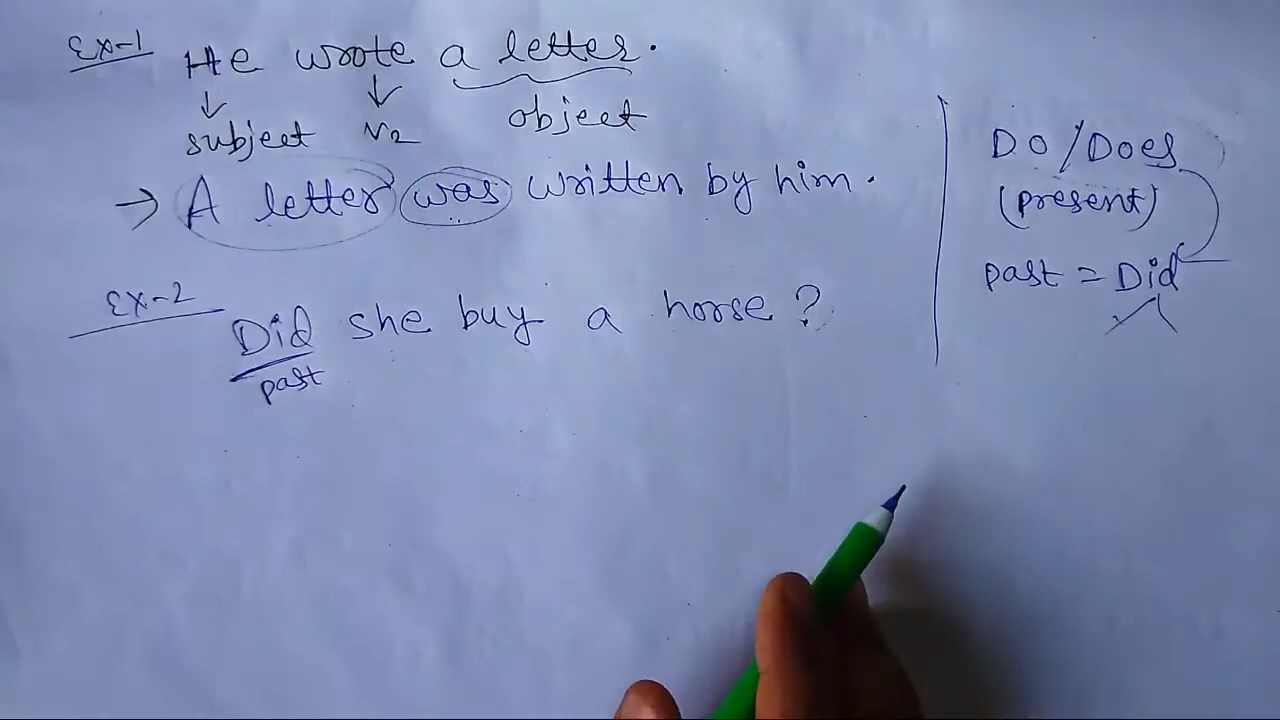 Ex-1 He wrote a letter.
subject V2 object
→ A letter was written by him.
Ex-2 Did she buy a horse?
past
Do/Does
(present)
past = Did